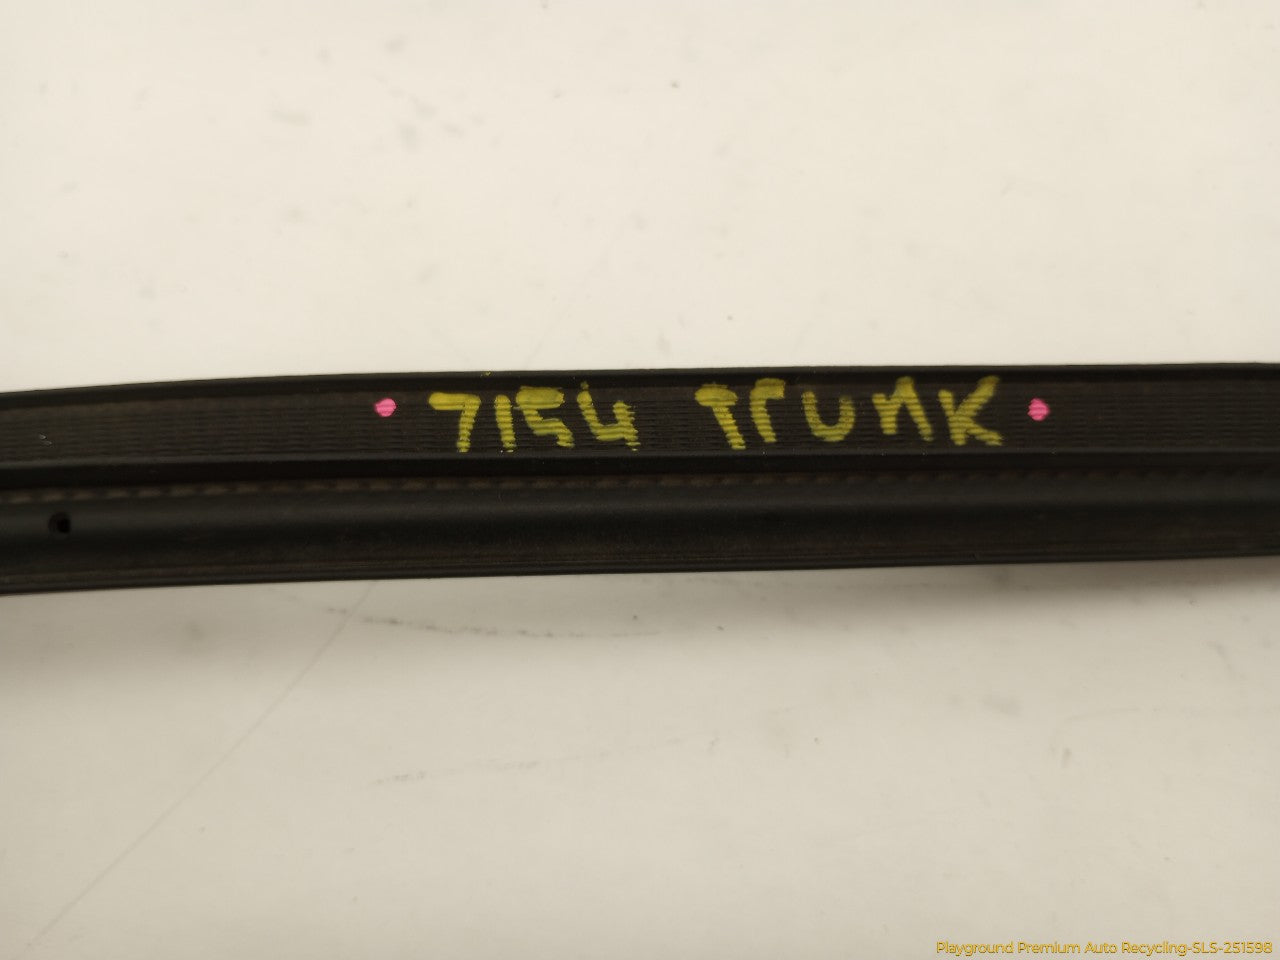 7154 TRUNK
Playground Premium Auto Recycling-SLS-251598